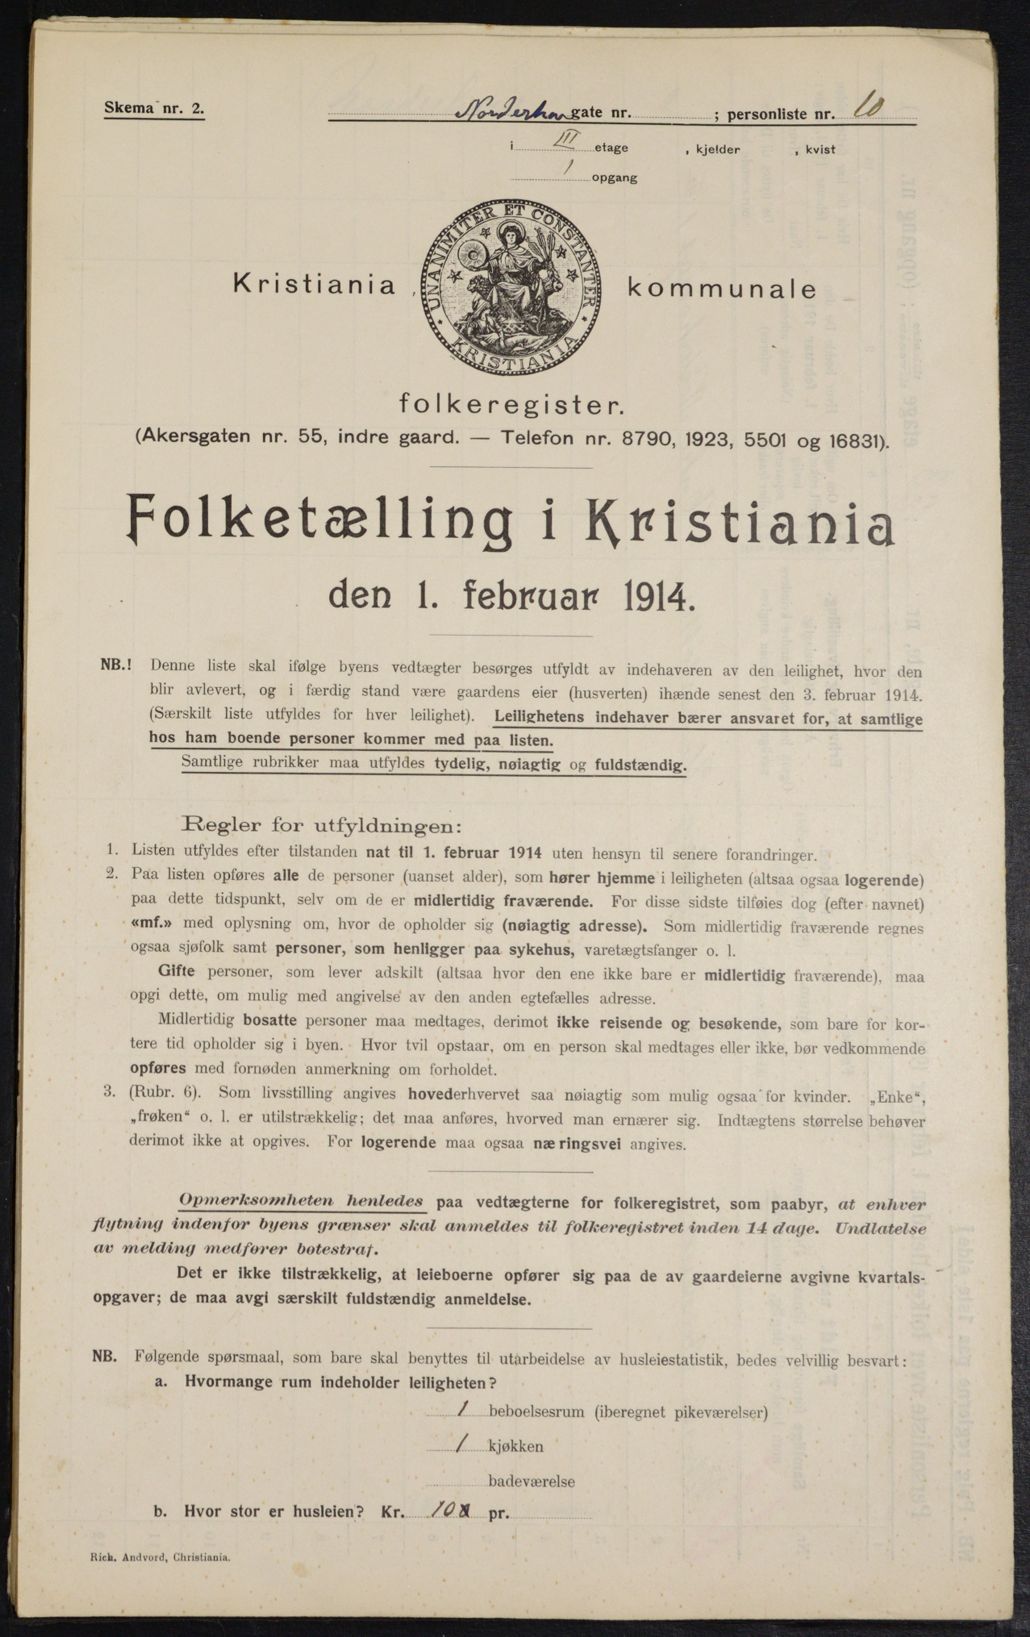 Skema nr. 2.
Norderhov gate nr. ; personliste nr. 10
i III etage , kjelder , kvist
1 opgang
UNANIMITER ET CONSTANTER
KRISTIANIA
Kristiania kommunale
folkeregister.
(Akersgaten nr. 55, indre gaard. — Telefon nr. 8790, 1923, 5501 og 16831).
Folketælling i Kristiania
den 1. februar 1914.
NB.! Denne liste skal ifølge byens vedtægter besørges utfyldt av indehaveren av den leilighet, hvor den
blir avlevert, og i færdig stand være gaardens eier (husverten) ihænde senest den 3. februar 1914.
(Særskilt liste utfyldes for hver leilighet). Leilighetens indehaver bærer ansvaret for, at samtlige
hos ham boende personer kommer med paa listen.
Samtlige rubrikker maa utfyldes tydelig, nøiagtig og fuldstændig.
Regler for utfyldningen:
1. Listen utfyldes efter tilstanden nat til 1. februar 1914 uten hensyn til senere forandringer.
2. Paa listen opføres alle de personer (uanset alder), som hører hjemme i leiligheten (altsaa ogsaa logerende)
paa dette tidspunkt, selv om de er midlertidig fraværende. For disse sidste tilføies dog (efter navnet)
«mf.» med oplysning om, hvor de opholder sig (nøiagtig adresse). Som midlertidig fraværende regnes
ogsaa sjøfolk samt personer, som henligger paa sykehus, varetægtsfanger o. l.
Gifte personer, som lever adskilt (altsaa hvor den ene ikke bare er midlertidig fraværende), maa
opgi dette, om mulig med angivelse av den anden egtefælles adresse.
Midlertidig bosatte personer maa medtages, derimot ikke reisende og besøkende, som bare for kor-
tere tid opholder sig i byen. Hvor tvil opstaar, om en person skal medtages eller ikke, bør vedkommende
opføres med fornøden anmerkning om forholdet.
3. (Rubr. 6). Som livsstilling angives hovederhvervet saa nøiagtig som mulig ogsaa for kvinder. „Enke“,
„frøken“ o. l. er utilstrækkelig; det maa anføres, hvorved man ernærer sig. Indtægtens størrelse behøver
derimot ikke at opgives. For logerende maa ogsaa næringsvei angives.
Opmerksomheten henledes paa vedtægterne for folkeregistret, som paabyr, at enhver
flytning indenfor byens grænser skal anmeldes til folkeregistret inden 14 dage. Undlatelse
av melding medfører bøtestraf.
Det er ikke tilstrækkelig, at leieboerne opfører sig paa de av gaardeierne avgivne kvartals-
opgaver; de maa avgi særskilt fuldstændig anmeldelse.
NB. Følgende spørsmaal, som bare skal benyttes til utarbeidelse av husleiestatistik, bedes velvillig besvart:
a. Hvormange rum indeholder leiligheten?
1 beboelsesrum (iberegnet pikeværelser)
1 kjøkken
badeværelse
b. Hvor stor er husleien? Kr. pr.
Rich. Andvord, Christiania.